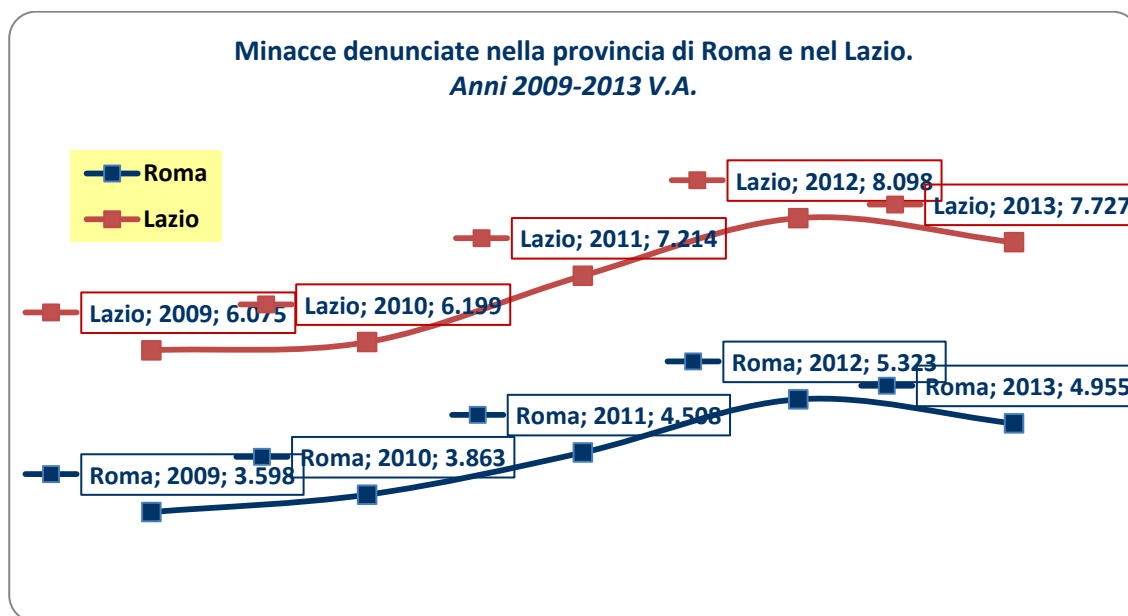 Minacce denunciate nella provincia di Roma e nel Lazio.
Anni 2009-2013 V.A.
Roma
Lazio
Lazio; 2012; 8.098
Lazio; 2013; 7.727
Lazio; 2011; 7.214
Lazio; 2009; 6.075
Lazio; 2010; 6.199
Roma; 2012; 5.323
Roma; 2013; 4.955
Roma; 2011; 4.508
Roma; 2010; 3.863
Roma; 2009; 3.598